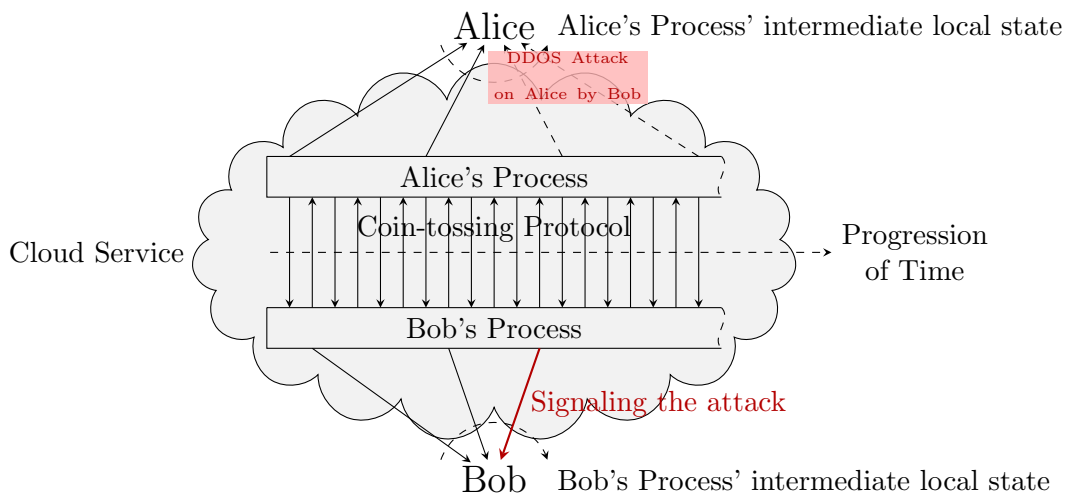 Alice
Alice's Process' intermediate local state
DDOS Attack
on Alice by Bob
Alice's Process
Coin-tossing Protocol
Cloud Service
Progression
of Time
Bob's Process
Signaling the attack
Bob
Bob's Process' intermediate local state